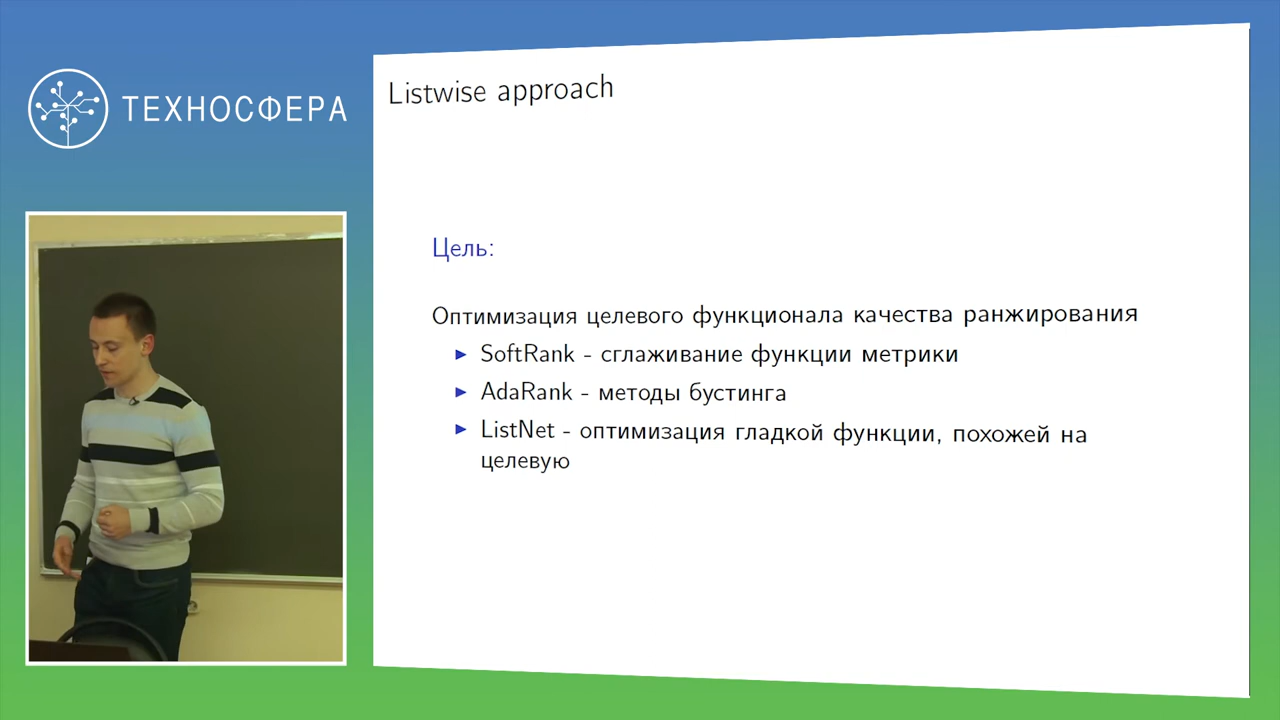 ТЕХНОСФЕРА
Listwise approach
Цель:
Оптимизация целевого функционала качества ранжирования
SoftRank - сглаживание функции метрики
AdaRank - методы бустинга
ListNet - оптимизация гладкой функции, похожей на
целевую